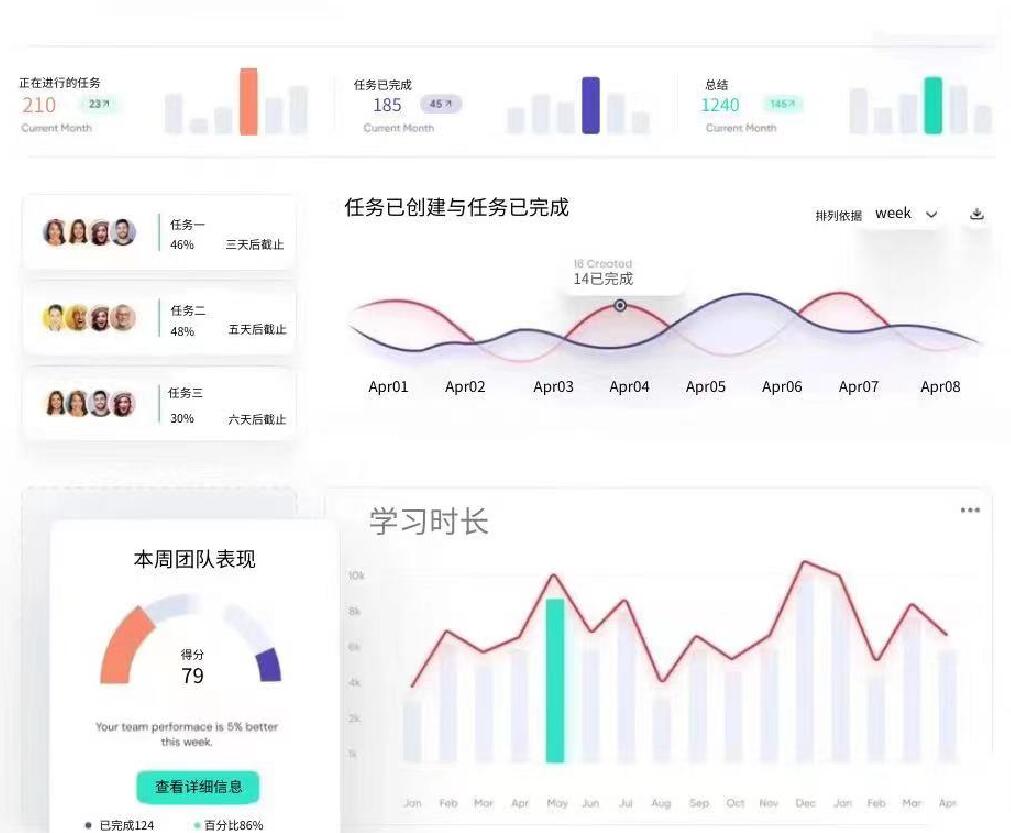 正在进行的任务
210 23↗
Current Month
任务已完成
185 45↗
Current Month
总结
1240 145↗
Current Month
任务一
46% 三天后截止
任务二
48% 五天后截止
任务三
30% 六天后截止
任务已创建与任务已完成
排列依据 week
16 Created
14已完成
Apr01 Apr02 Apr03 Apr04 Apr05 Apr06 Apr07 Apr08
本周团队表现
得分
79
Your team performace is 5% better
this week.
查看详细信息
已完成124 百分比86%
学习时长
10k
8k
6k
4k
2k
1k
Jan Feb Mar Apr May Jun Jul Aug Sep Oct Nov Dec Jan Feb Mar Apr